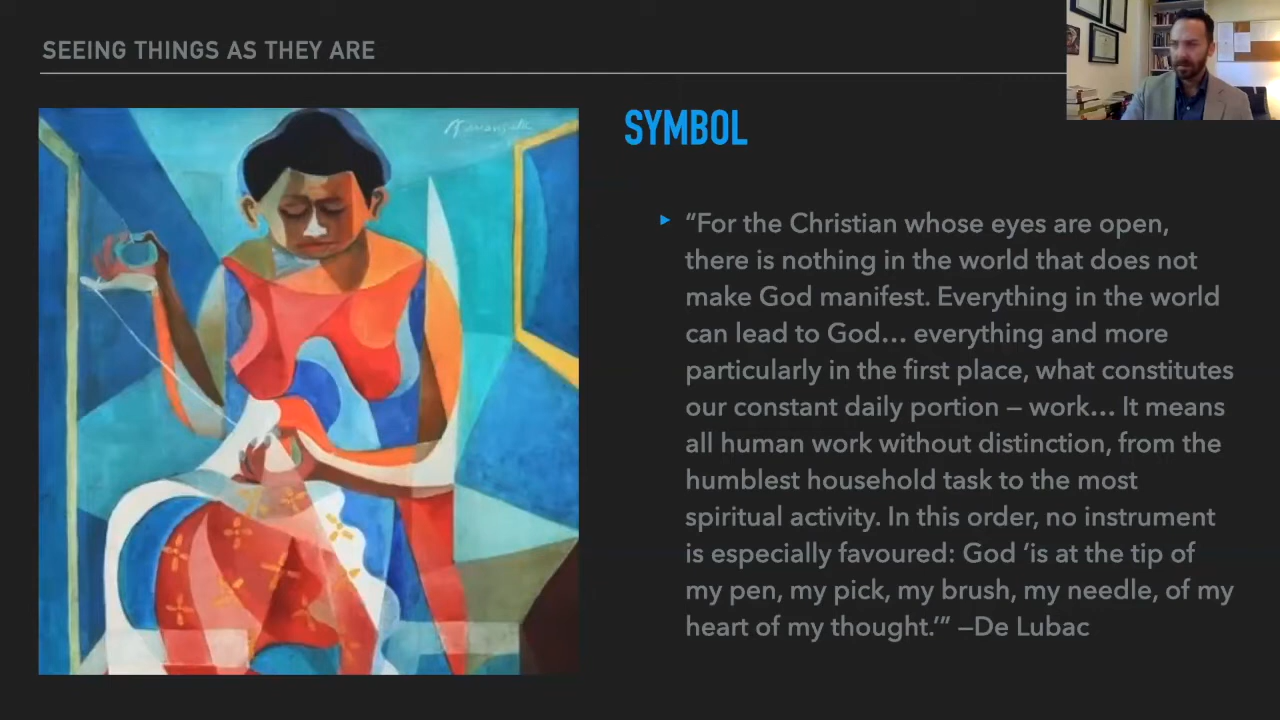 SEEING THINGS AS THEY ARE
SYMBOL
“For the Christian whose eyes are open,
there is nothing in the world that does not
make God manifest. Everything in the world
can lead to God… everything and more
particularly in the first place, what constitutes
our constant daily portion – work… It means
all human work without distinction, from the
humblest household task to the most
spiritual activity. In this order, no instrument
is especially favoured: God ‘is at the tip of
my pen, my pick, my brush, my needle, of my
heart of my thought.’” –De Lubac